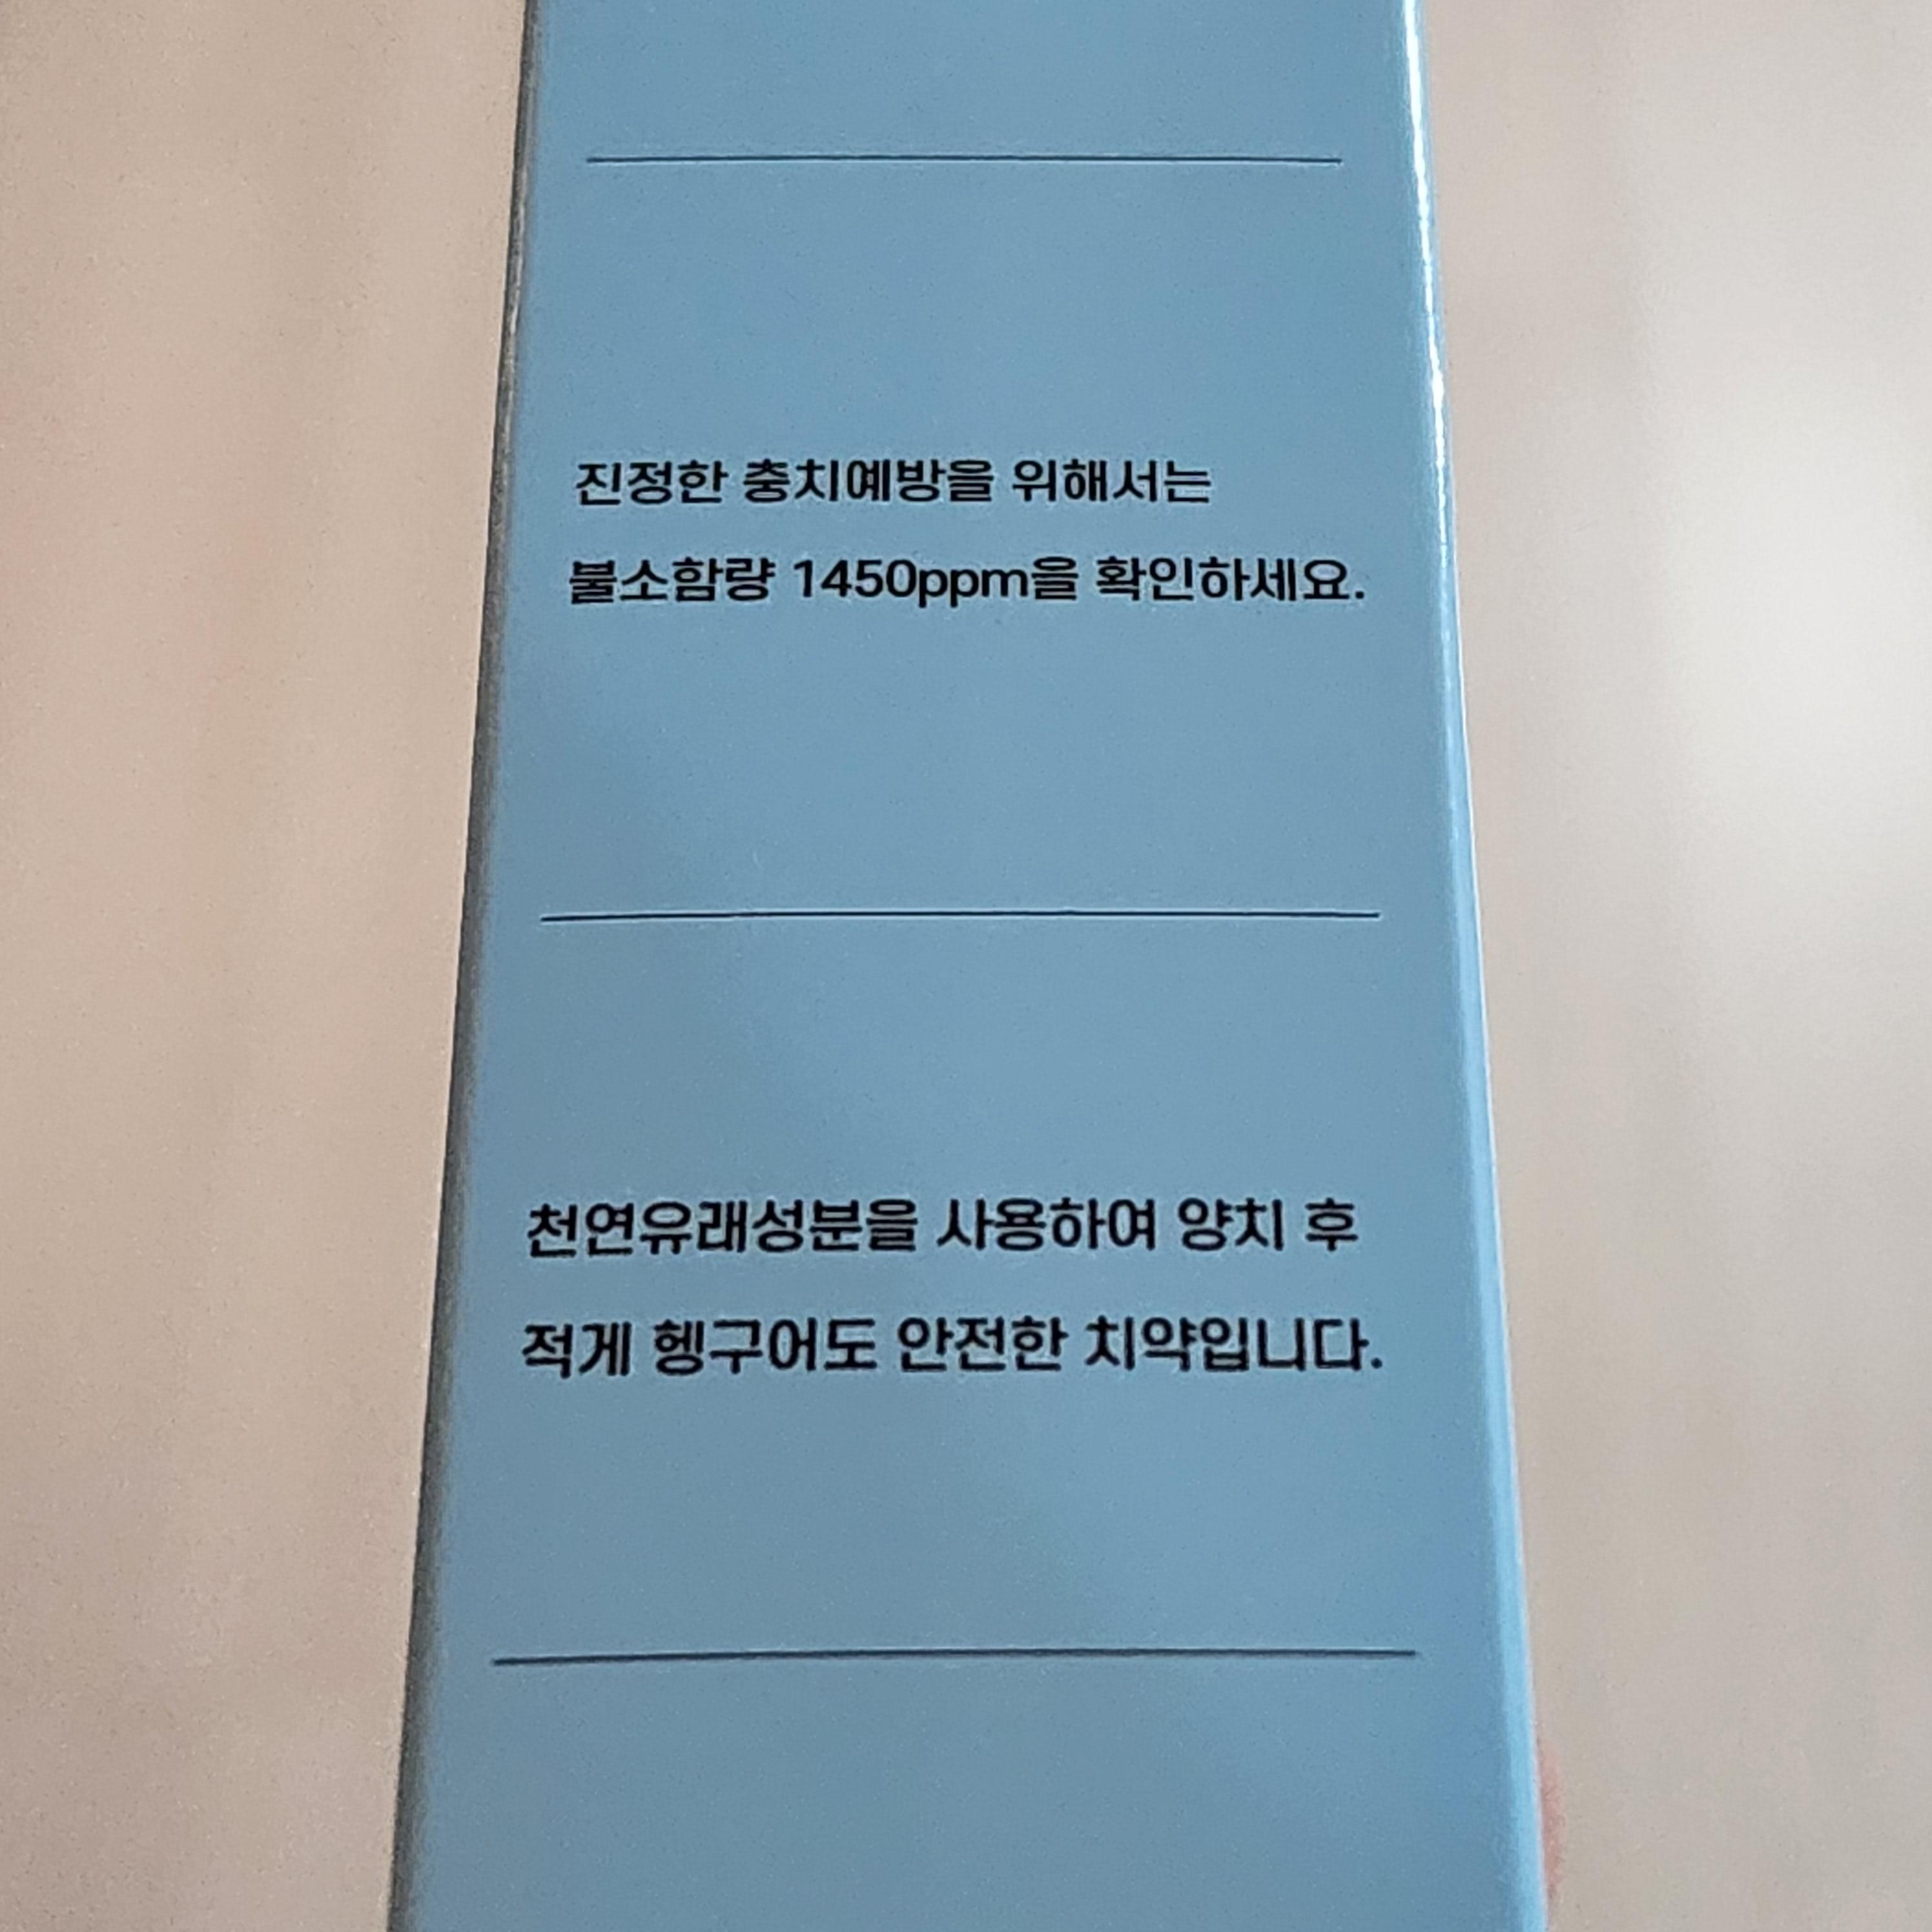 진정한 충치예방을 위해서는
불소함량 1450ppm을 확인하세요.
천연유래성분을 사용하여 양치 후
적게 헹구어도 안전한 치약입니다.